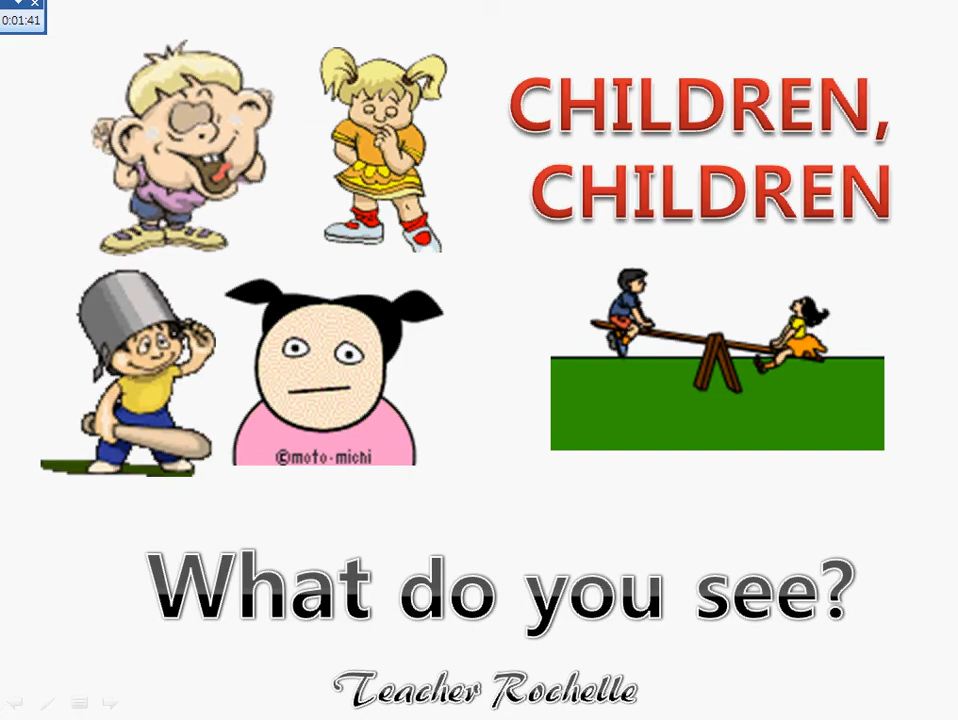 0:01:41
CHILDREN,
CHILDREN
©moto-michi
What do you see?
Teacher Rochelle